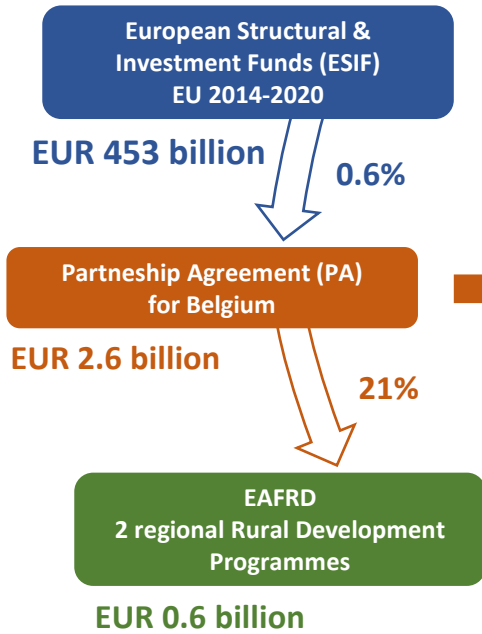 European Structural &
Investment Funds (ESIF)
EU 2014-2020
EUR 453 billion
0.6%
Partneship Agreement (PA)
for Belgium
EUR 2.6 billion
21%
EAFRD
2 regional Rural Development
Programmes
EUR 0.6 billion